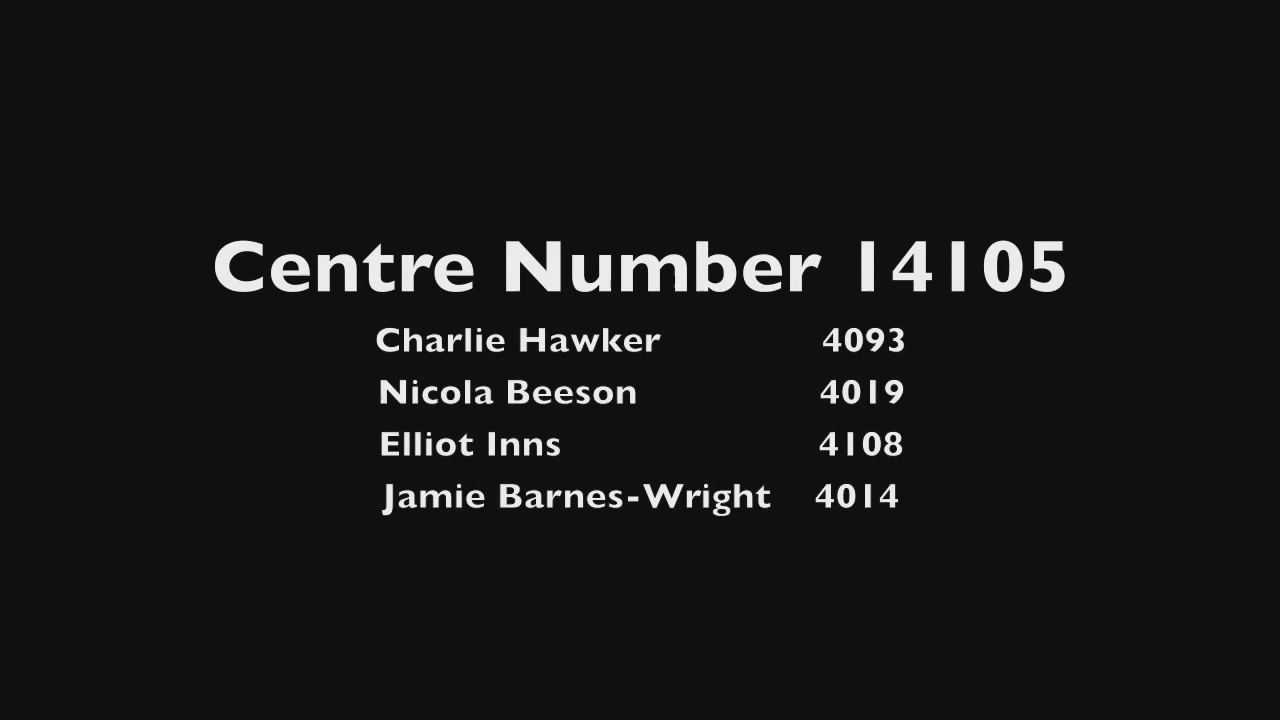 Centre Number 14105
Charlie Hawker 4093
Nicola Beeson 4019
Elliot Inns 4108
Jamie Barnes-Wright 4014